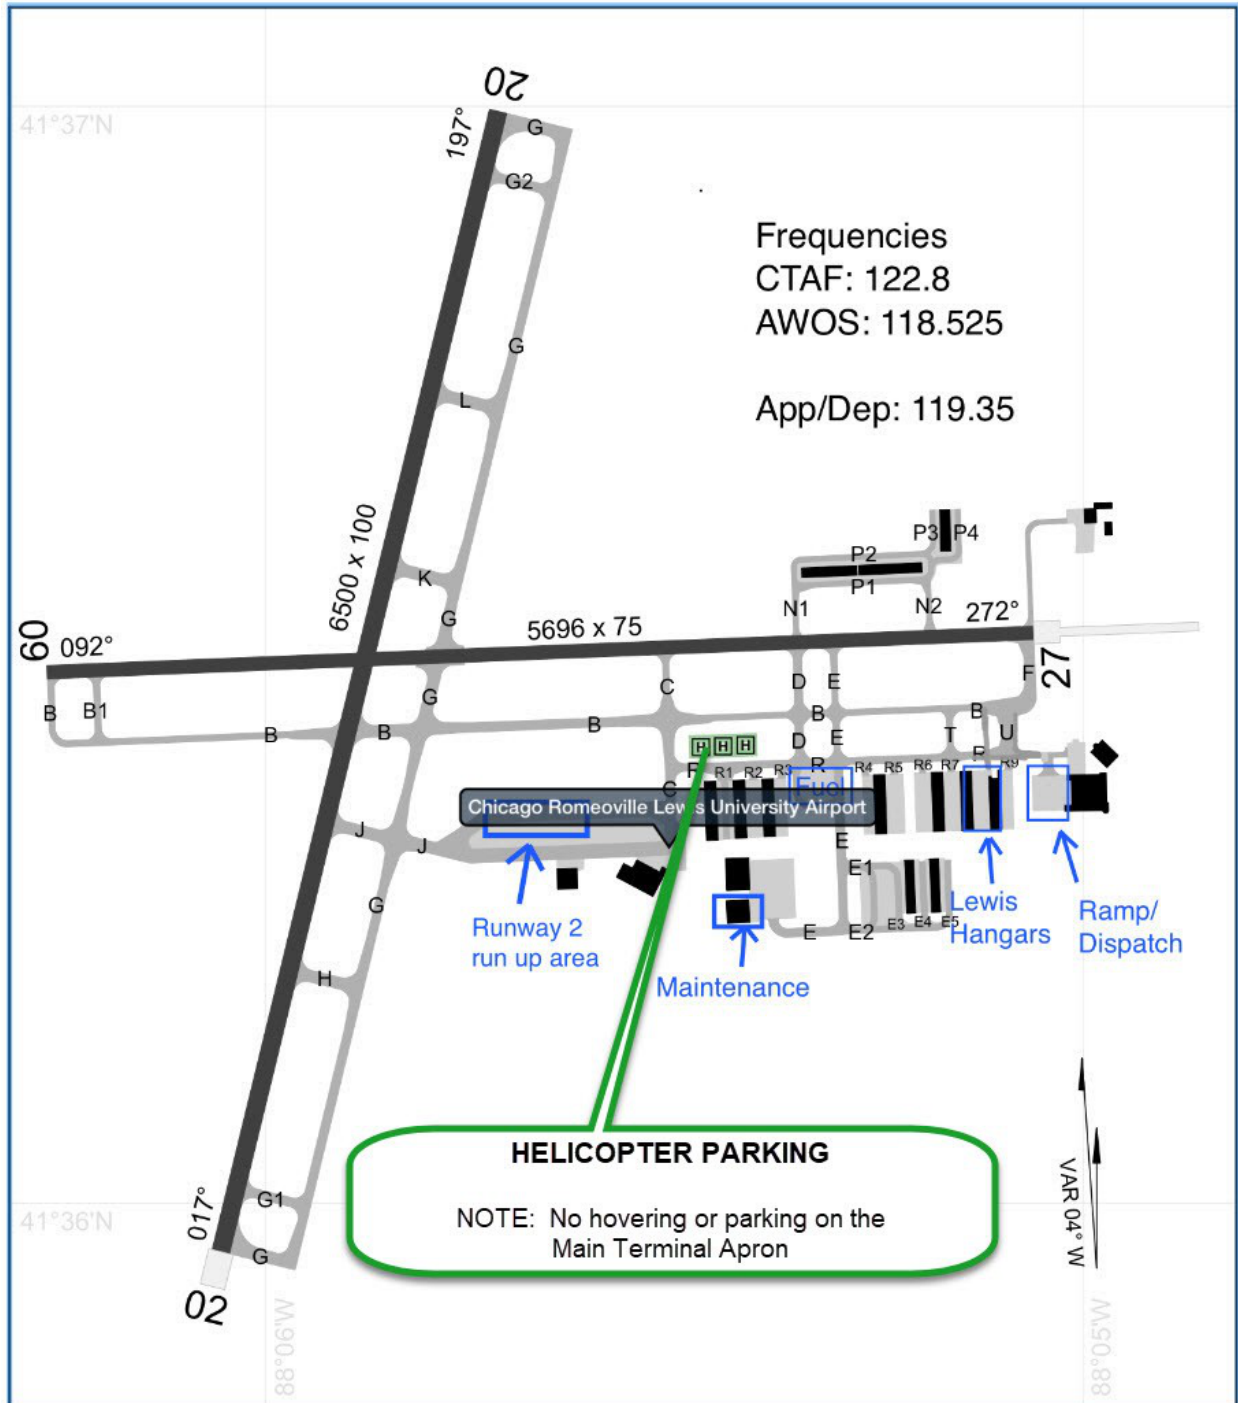 20
41°37'N
197°
G
G2
Frequencies
CTAF: 122.8
AWOS: 118.525
App/Dep: 119.35
G
L
6500 x 100
K
G
P3
P4
P2
P1
N1
N2
272°
09
092°
5696 x 75
27
F
C
D
E
G
B
B1
B
B
B
B
B
T
U
H
H
H
D
E
R
R
R1
R2
R3
R
R4
R5
R6
R7
R9
C
Fuel
Chicago Romeoville Lewis University Airport
J
J
E
E1
G
Runway 2
run up area
Maintenance
E
E2
E3
E4
E5
Lewis
Hangars
Ramp/
Dispatch
H
HELICOPTER PARKING
NOTE: No hovering or parking on the
Main Terminal Apron
VAR 04° W
017°
G1
41°36'N
G
02
88°06'W
88°05'W